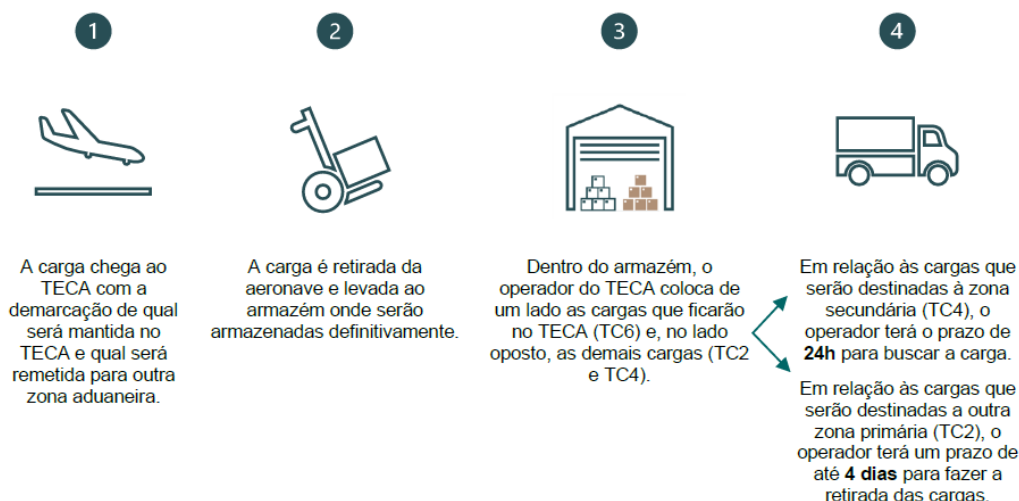 1
2
3
4
A carga chega ao
TECA com a
demarcação de qual
será mantida no
TECA e qual será
remetida para outra
zona aduaneira.
A carga é retirada da
aeronave e levada ao
armazém onde serão
armazenadas definitivamente.
Dentro do armazém, o
operador do TECA coloca de
um lado as cargas que ficarão
no TECA (TC6) e, no lado
oposto, as demais cargas (TC2
e TC4).
Em relação às cargas que
serão destinadas à zona
secundária (TC4), o
operador terá o prazo de
24h para buscar a carga.
Em relação às cargas que
serão destinadas a outra
zona primária (TC2), o
operador terá um prazo de
até 4 dias para fazer a
retirada das cargas.